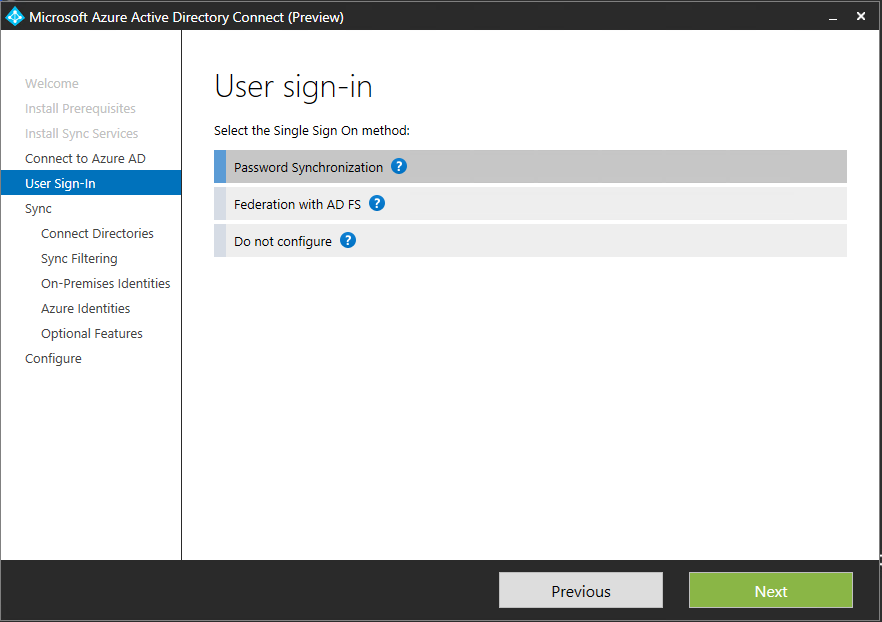 Microsoft Azure Active Directory Connect (Preview)
Welcome
Install Prerequisites
Install Sync Services
Connect to Azure AD
User Sign-In
Sync
Connect Directories
Sync Filtering
On-Premises Identities
Azure Identities
Optional Features
Configure
User sign-in
Select the Single Sign On method:
Password Synchronization ?
Federation with AD FS ?
Do not configure ?
Previous
Next